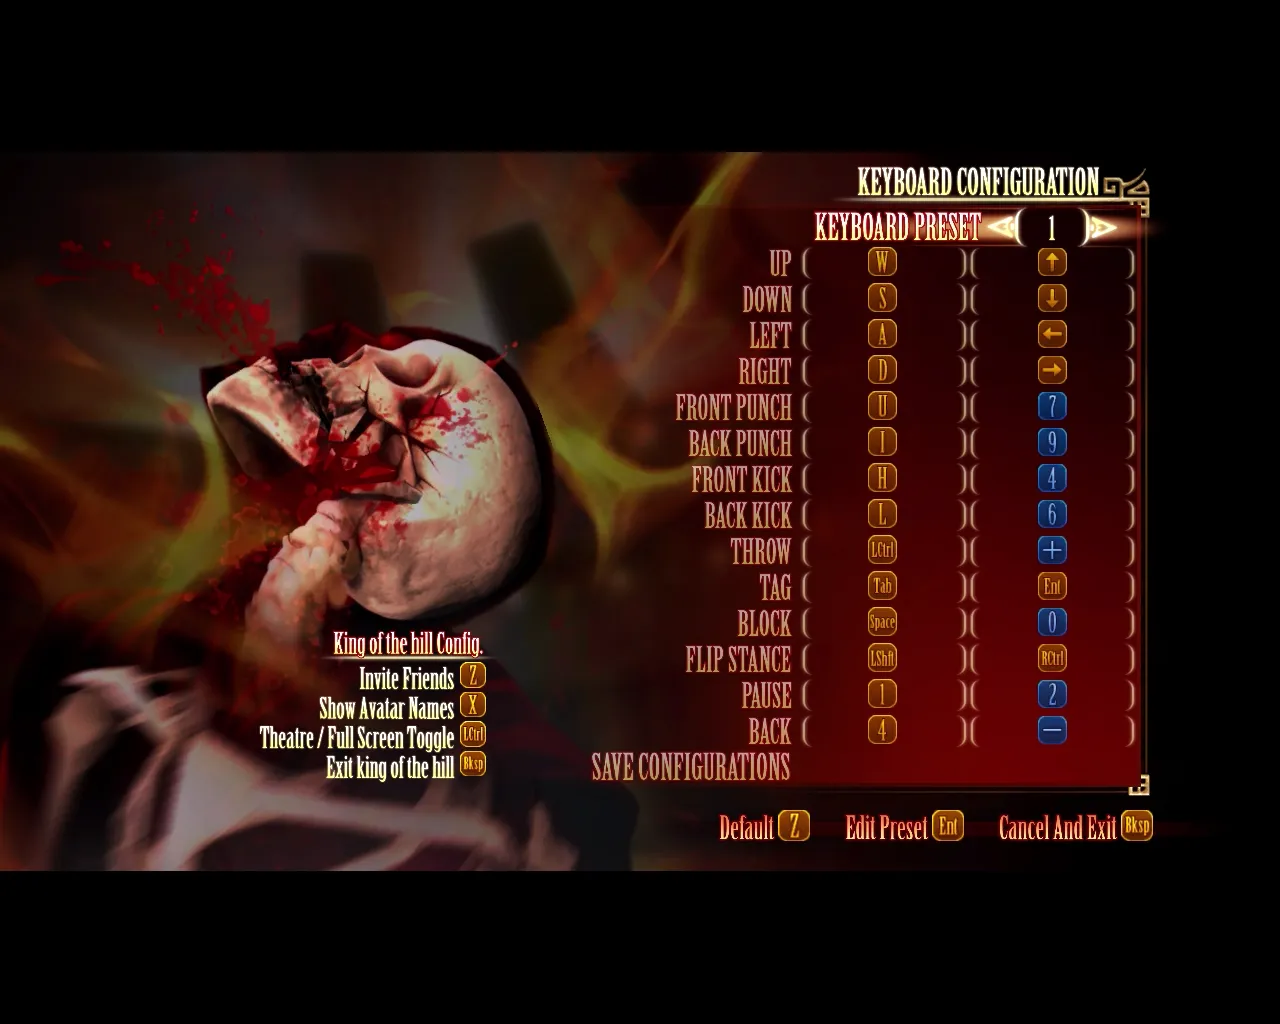 KEYBOARD CONFIGURATION
KEYBOARD PRESET 1
UP W ↑
DOWN S ↓
LEFT A ←
RIGHT D →
FRONT PUNCH U 7
BACK PUNCH I 9
FRONT KICK H 4
BACK KICK L 6
THROW LCtrl +
TAG Tab Ent
BLOCK Space 0
FLIP STANCE LShft RCtrl
PAUSE 1 2
BACK 4 −
SAVE CONFIGURATIONS
King of the hill Config.
Invite Friends Z
Show Avatar Names X
Theatre / Full Screen Toggle LCtrl
Exit king of the hill Bksp
Default Z Edit Preset Ent Cancel And Exit Bksp